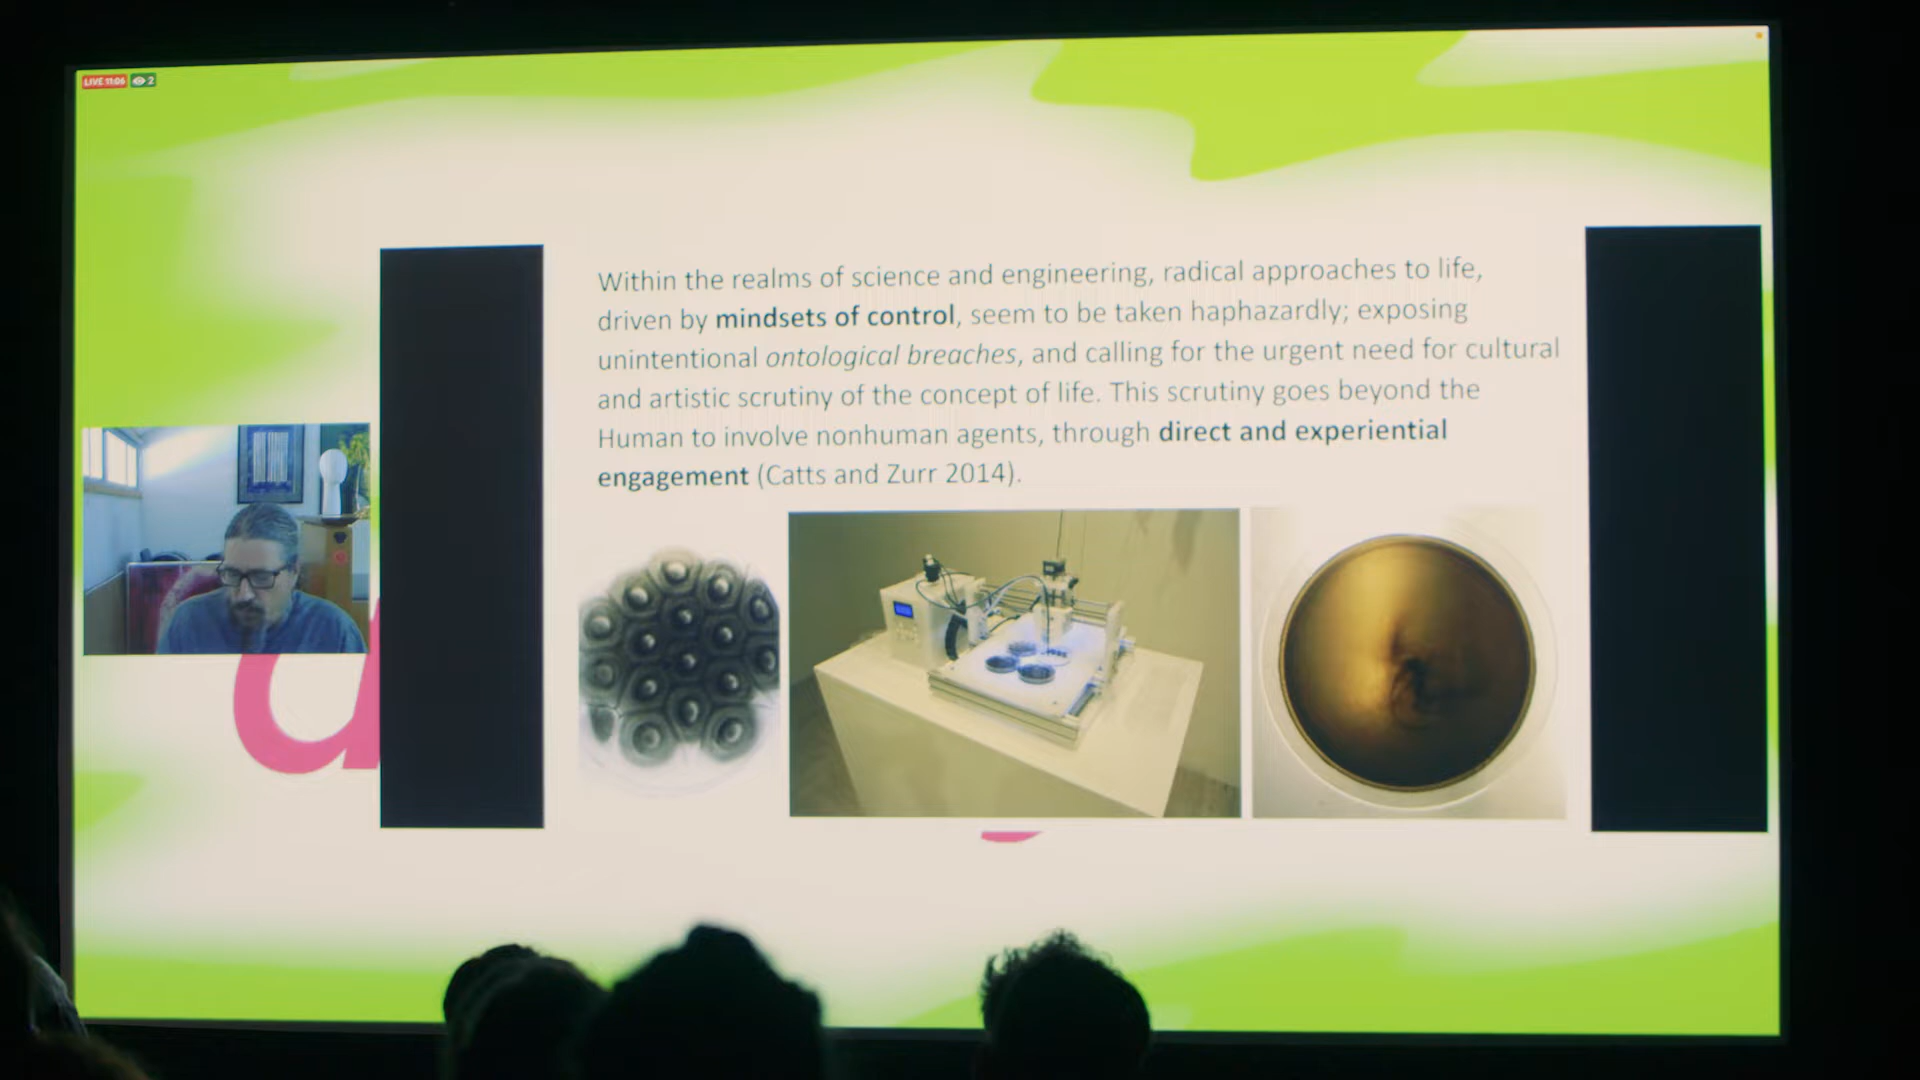 LIVE 11:06 2
Within the realms of science and engineering, radical approaches to life,
driven by mindsets of control, seem to be taken haphazardly; exposing
unintentional ontological breaches, and calling for the urgent need for cultural
and artistic scrutiny of the concept of life. This scrutiny goes beyond the
Human to involve nonhuman agents, through direct and experiential
engagement (Catts and Zurr 2014).